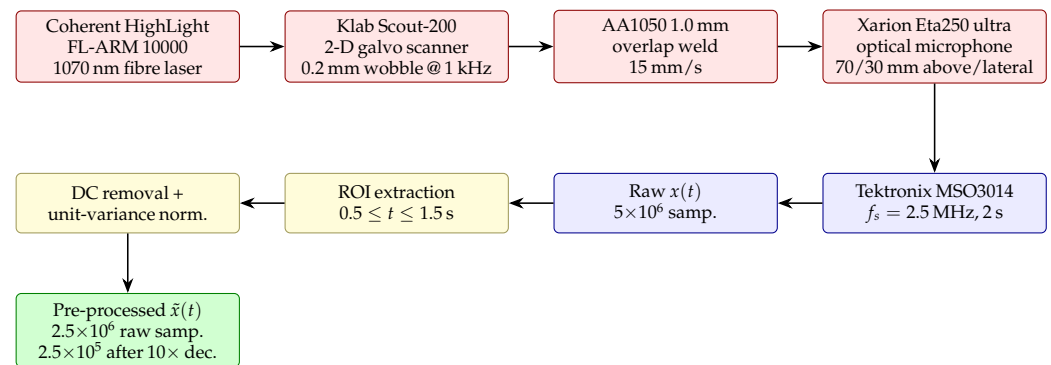 Coherent HighLight
FL-ARM 10000
1070 nm fibre laser
Klab Scout-200
2-D galvo scanner
0.2 mm wobble @ 1 kHz
AA1050 1.0 mm
overlap weld
15 mm/s
Xarion Eta250 ultra
optical microphone
70/30 mm above/lateral
Tektronix MSO3014
fₛ = 2.5 MHz, 2 s
Raw x(t)
5×10⁶ samp.
ROI extraction
0.5 ≤ t ≤ 1.5 s
DC removal +
unit-variance norm.
Pre-processed x̃(t)
2.5×10⁶ raw samp.
2.5×10⁵ after 10× dec.